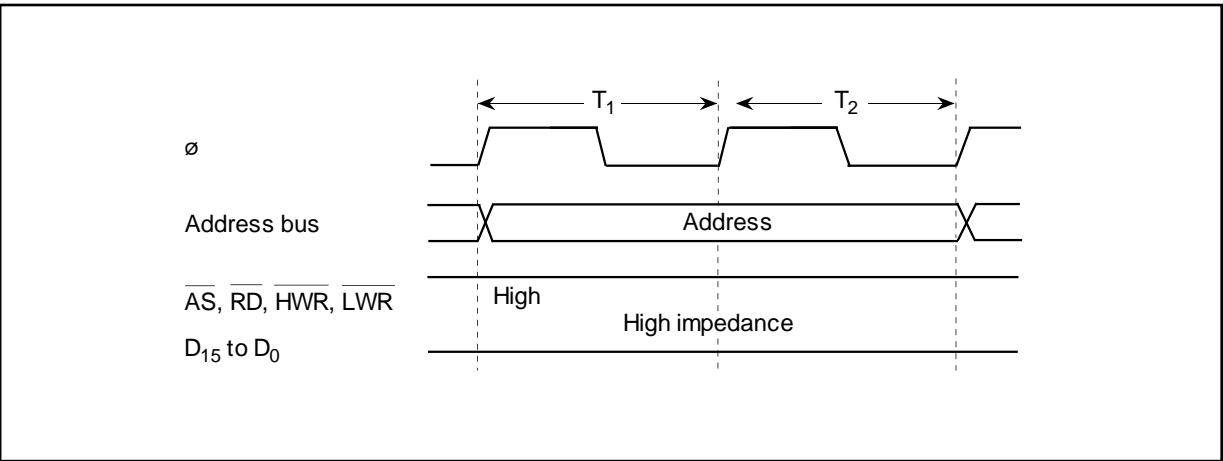 T1 T2
ø
Address bus Address
AS, RD, HWR, LWR High
High impedance
D15 to D0